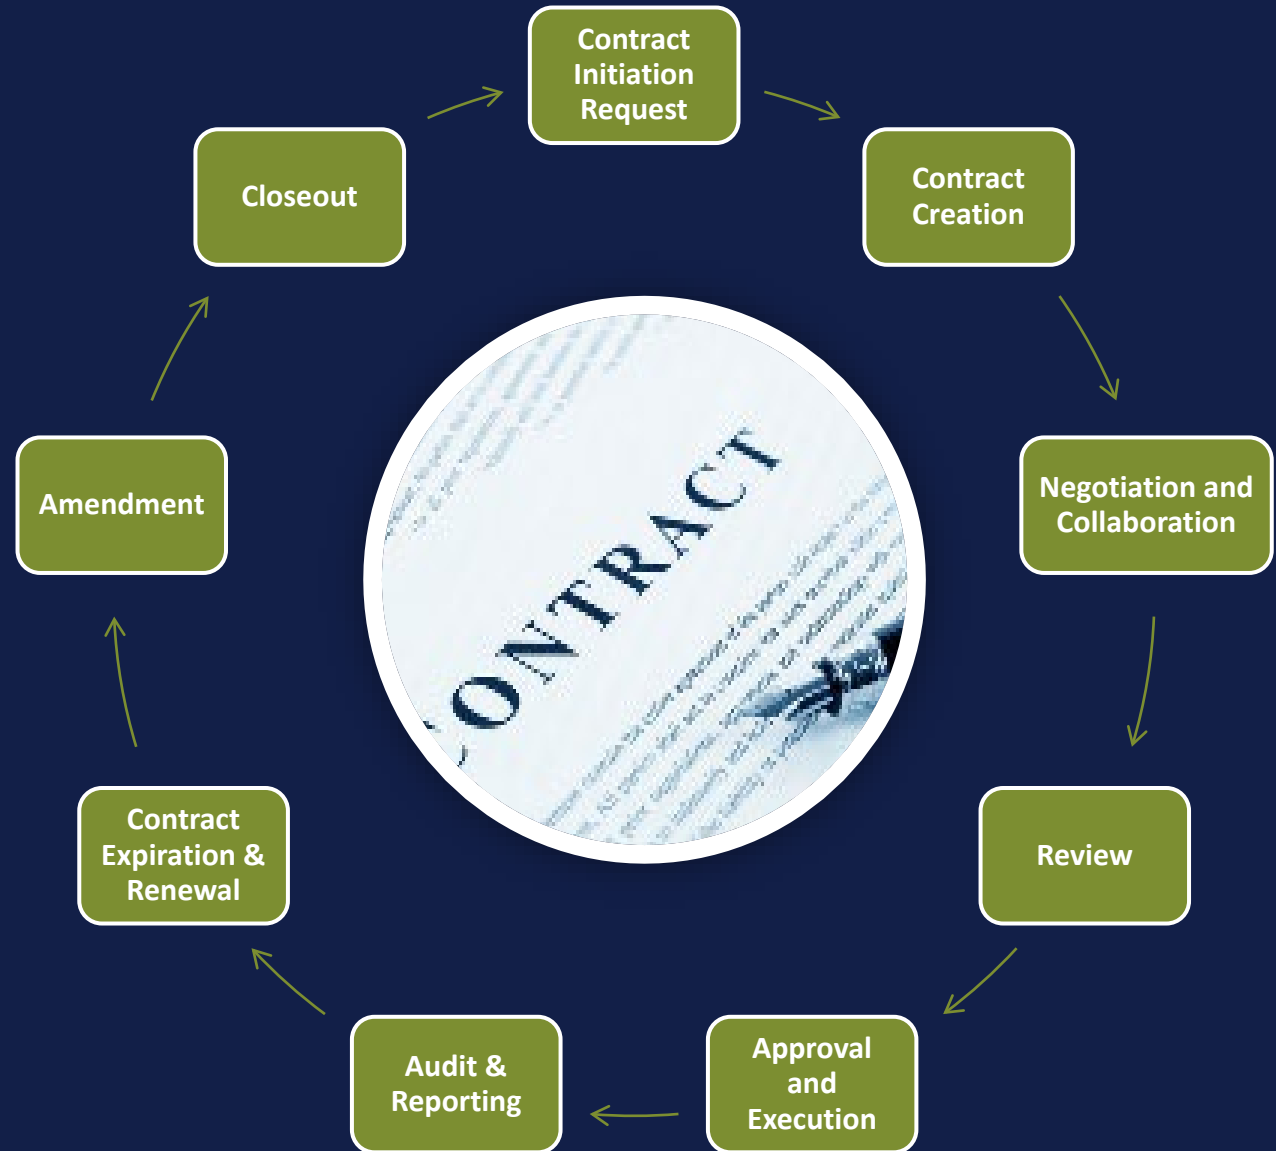 Contract
Initiation
Request
Contract
Creation
Negotiation and
Collaboration
Review
Approval
and
Execution
Audit &
Reporting
Contract
Expiration &
Renewal
Amendment
Closeout
CONTRACT